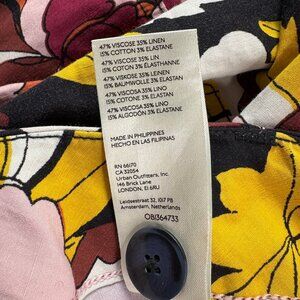 47% VISCOSE 35% LINEN
15% COTTON 3% ELASTANE
47% VISCOSE 35% LIN
15% COTON 3% ÉLASTHANNE
47% VISKOSE 35% LEINEN
15% BAUMWOLLE 3% ELASTAN
47% VISCOSA 35% LINO
15% COTONE 3% ELASTAN
47% VISCOSA 35% LINO
15% ALGODÓN 3% ELASTANO
MADE IN PHILIPPINES
HECHO EN LAS FILIPINAS
RN 66170
CA 32054
Urban Outfitters, Inc.
146 Brick Lane
LONDON, E1 6RU
Leidsestraat 32, 1017 PB
Amsterdam, Netherlands
OB1364733